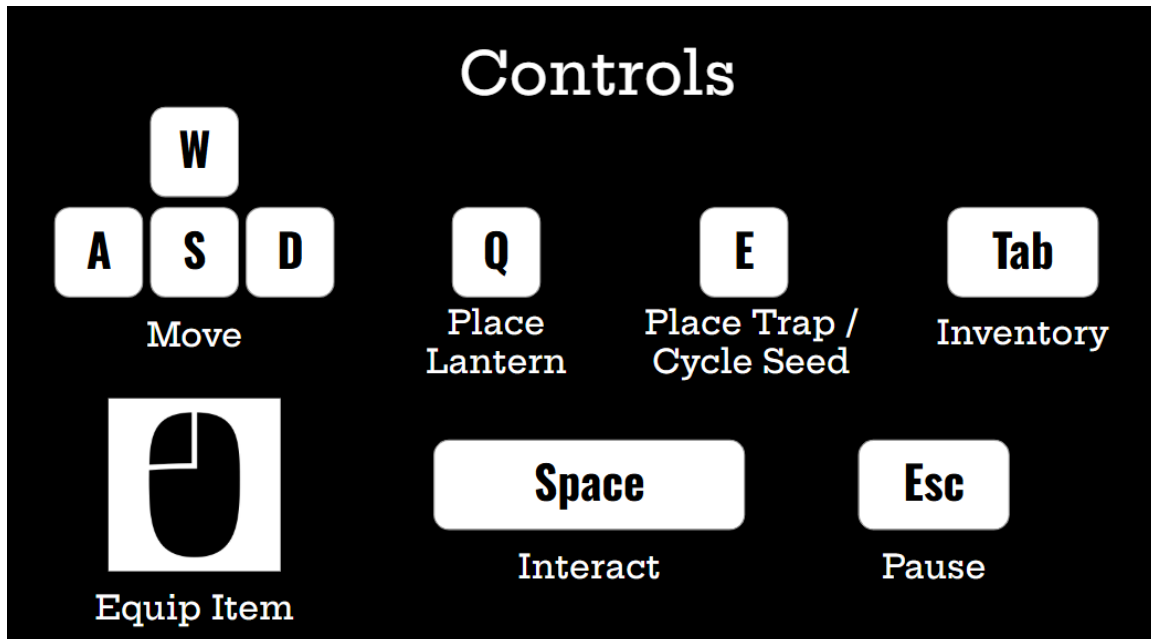 Controls
W
A S D
Move
Q
Place
Lantern
E
Place Trap /
Cycle Seed
Tab
Inventory
Equip Item
Space
Interact
Esc
Pause